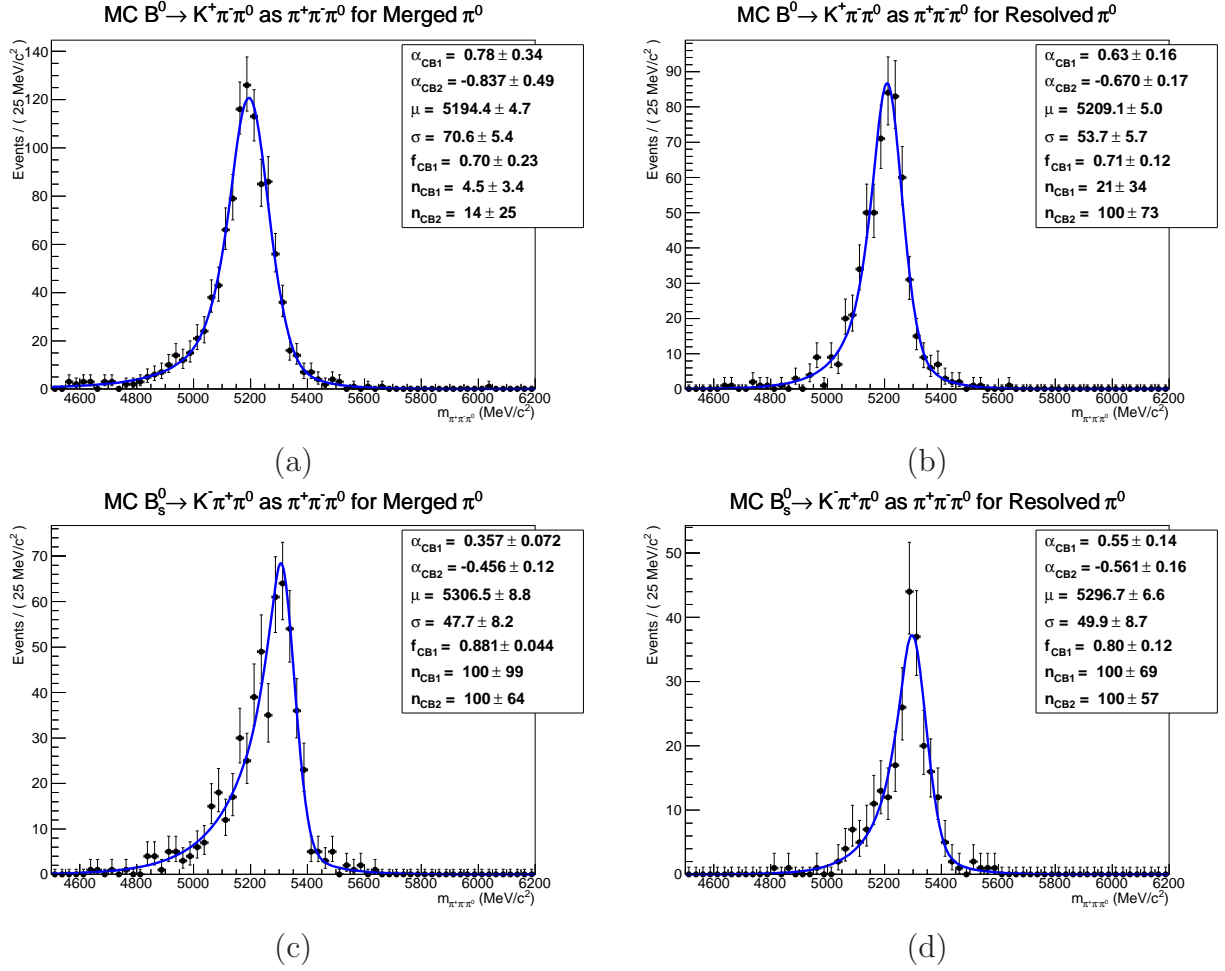 MC B⁰→ K⁺π⁻π⁰ as π⁺π⁻π⁰ for Merged π⁰
Events / ( 25 MeV/c² )
140
120
100
80
60
40
20
0
4600 4800 5000 5200 5400 5600 5800 6000 6200
m_π⁺π⁻π⁰ (MeV/c²)
α_CB1 = 0.78 ± 0.34
α_CB2 = -0.837 ± 0.49
μ = 5194.4 ± 4.7
σ = 70.6 ± 5.4
f_CB1 = 0.70 ± 0.23
n_CB1 = 4.5 ± 3.4
n_CB2 = 14 ± 25
(a)
MC B⁰→ K⁺π⁻π⁰ as π⁺π⁻π⁰ for Resolved π⁰
Events / ( 25 MeV/c² )
90
80
70
60
50
40
30
20
10
0
4600 4800 5000 5200 5400 5600 5800 6000 6200
m_π⁺π⁻π⁰ (MeV/c²)
α_CB1 = 0.63 ± 0.16
α_CB2 = -0.670 ± 0.17
μ = 5209.1 ± 5.0
σ = 53.7 ± 5.7
f_CB1 = 0.71 ± 0.12
n_CB1 = 21 ± 34
n_CB2 = 100 ± 73
(b)
MC B_s⁰→ K⁻π⁺π⁰ as π⁺π⁻π⁰ for Merged π⁰
Events / ( 25 MeV/c² )
70
60
50
40
30
20
10
0
4600 4800 5000 5200 5400 5600 5800 6000 6200
m_π⁺π⁻π⁰ (MeV/c²)
α_CB1 = 0.357 ± 0.072
α_CB2 = -0.456 ± 0.12
μ = 5306.5 ± 8.8
σ = 47.7 ± 8.2
f_CB1 = 0.881 ± 0.044
n_CB1 = 100 ± 99
n_CB2 = 100 ± 64
(c)
MC B_s⁰→ K⁻π⁺π⁰ as π⁺π⁻π⁰ for Resolved π⁰
Events / ( 25 MeV/c² )
50
40
30
20
10
0
4600 4800 5000 5200 5400 5600 5800 6000 6200
m_π⁺π⁻π⁰ (MeV/c²)
α_CB1 = 0.55 ± 0.14
α_CB2 = -0.561 ± 0.16
μ = 5296.7 ± 6.6
σ = 49.9 ± 8.7
f_CB1 = 0.80 ± 0.12
n_CB1 = 100 ± 69
n_CB2 = 100 ± 57
(d)